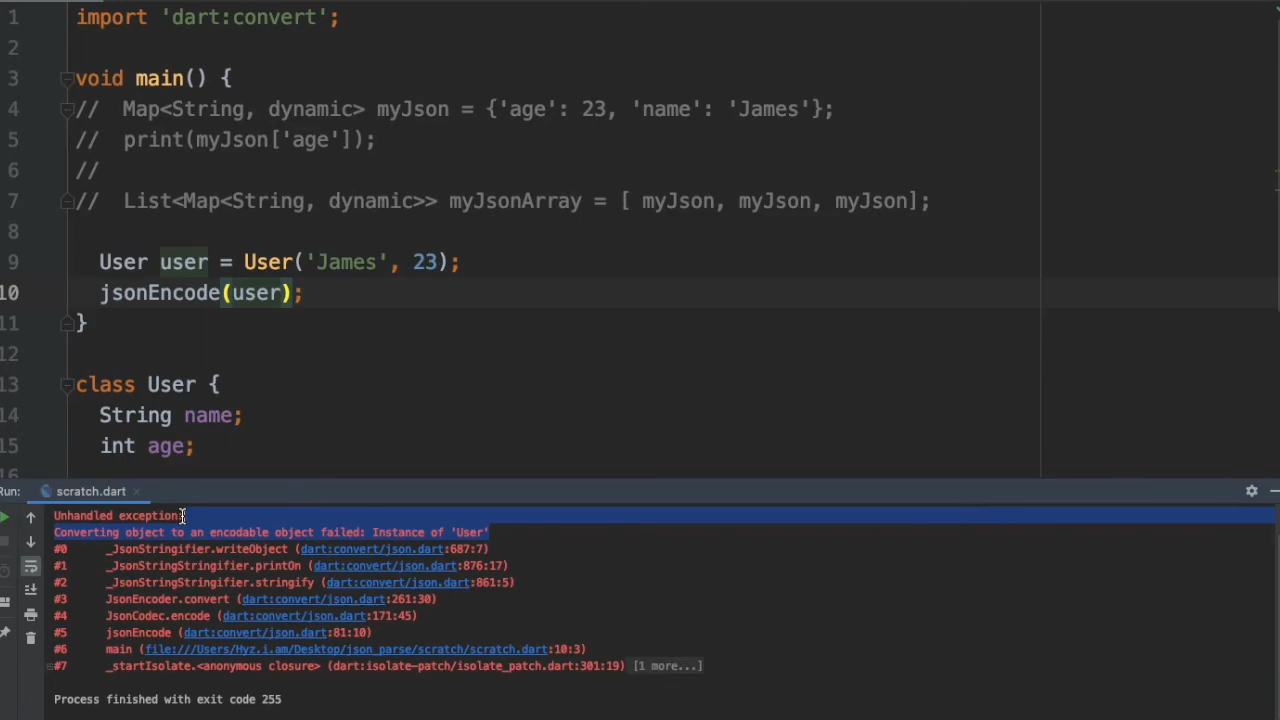 1 import 'dart:convert';
2
3 void main() {
4 // Map<String, dynamic> myJson = {'age': 23, 'name': 'James'};
5 // print(myJson['age']);
6 //
7 // List<Map<String, dynamic>> myJsonArray = [ myJson, myJson, myJson];
8
9 User user = User('James', 23);
10 jsonEncode(user);
11 }
12
13 class User {
14 String name;
15 int age;
16
Run: scratch.dart
Unhandled exception:
Converting object to an encodable object failed: Instance of 'User'
#0 _JsonStringifier.writeObject (dart:convert/json.dart:687:7)
#1 _JsonStringStringifier.printOn (dart:convert/json.dart:876:17)
#2 _JsonStringStringifier.stringify (dart:convert/json.dart:861:5)
#3 JsonEncoder.convert (dart:convert/json.dart:261:30)
#4 JsonCodec.encode (dart:convert/json.dart:171:45)
#5 jsonEncode (dart:convert/json.dart:81:10)
#6 main (file:///Users/Hyz.i.am/Desktop/json_parse/scratch/scratch.dart:10:3)
#7 _startIsolate.<anonymous closure> (dart:isolate-patch/isolate_patch.dart:301:19) [1 more...]
Process finished with exit code 255